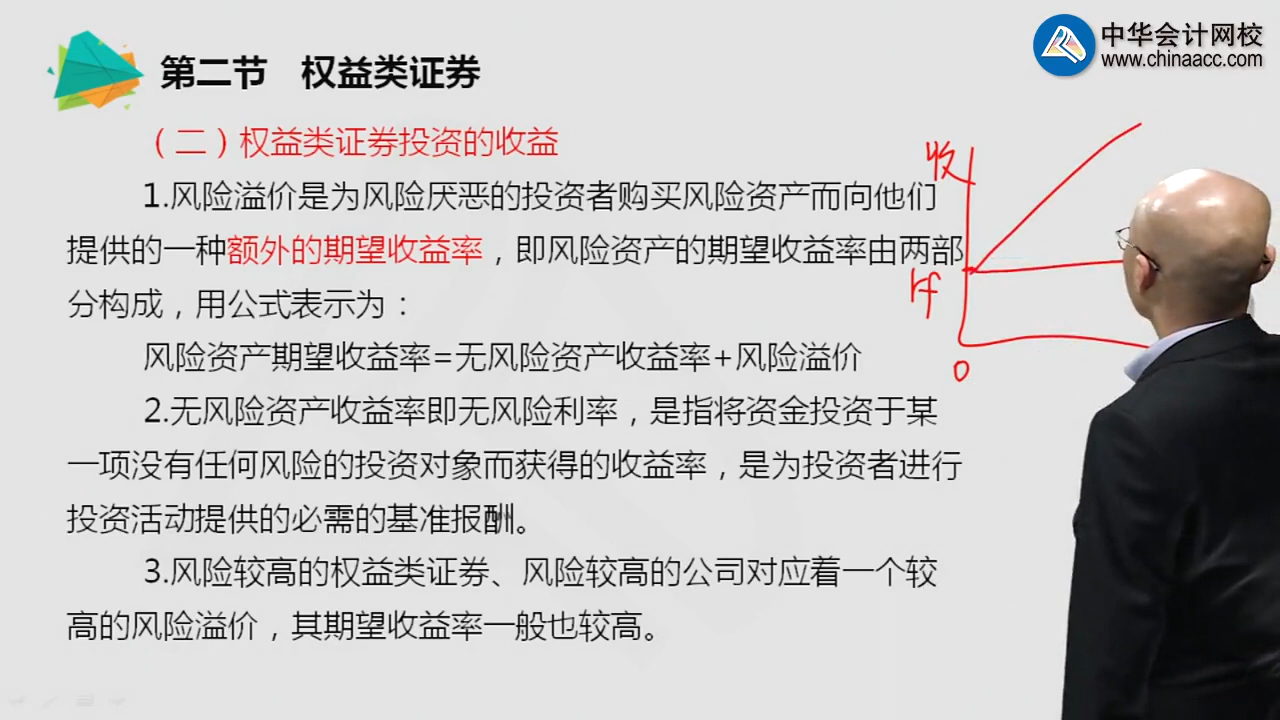 中华会计网校
www.chinaacc.com
第二节 权益类证券
（二）权益类证券投资的收益
1.风险溢价是为风险厌恶的投资者购买风险资产而向他们
提供的一种额外的期望收益率，即风险资产的期望收益率由两部
分构成，用公式表示为：
风险资产期望收益率=无风险资产收益率+风险溢价
2.无风险资产收益率即无风险利率，是指将资金投资于某
一项没有任何风险的投资对象而获得的收益率，是为投资者进行
投资活动提供的必需的基准报酬。
3.风险较高的权益类证券、风险较高的公司对应着一个较
高的风险溢价，其期望收益率一般也较高。
收
rf
0